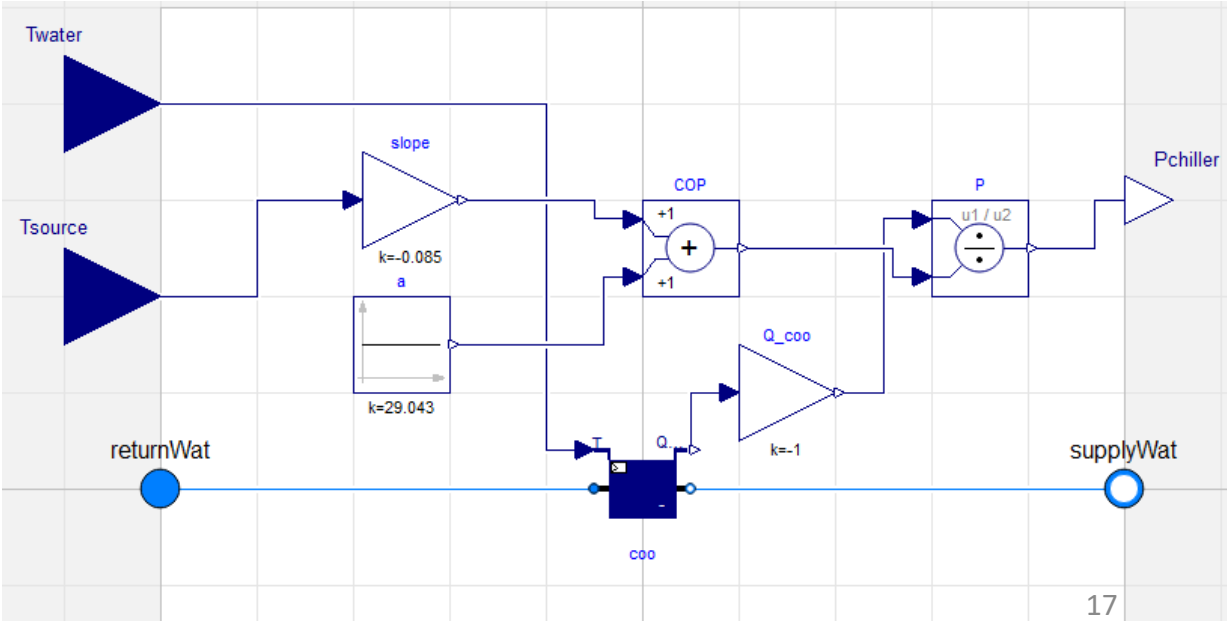 Twater
slope
Pchiller
COP
P
+1
u1 / u2
Tsource
+
÷
k=-0.085
+1
a
Q_coo
k=29.043
T
Q...
returnWat
k=-1
supplyWat
-
coo
17